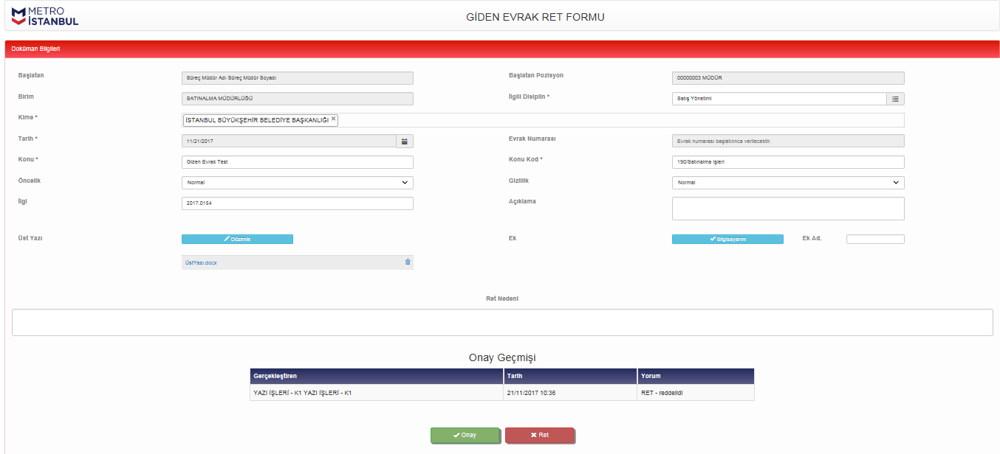 METRO
İSTANBUL
GİDEN EVRAK RET FORMU
Doküman Bilgileri
Başlatan
Süreç Müdür Adı Süreç Müdür Soyadı
Başlatan Pozisyon
00000003 MÜDÜR
Birim
SATINALMA MÜDÜRLÜĞÜ
İlgili Disiplin *
Satış Yönetimi
Kime *
İSTANBUL BÜYÜKŞEHİR BELEDİYE BAŞKANLIĞI ×
Tarih *
11/21/2017
Evrak Numarası
Evrak numarası başlatılınca verilecektir.
Konu *
Giden Evrak Test
Konu Kod *
190/Satınalma İşleri
Öncelik
Normal
Gizlilik
Normal
İlgi
2017.0154
Açıklama
Üst Yazı
Düzenle
Ek
Bilgisayarım
Ek Ad.
ÜstYazı.docx
Ret Nedeni
Onay Geçmişi
Gerçekleştiren Tarih Yorum
YAZI İŞLERİ - K1 YAZI İŞLERİ - K1 21/11/2017 10:36 RET - reddedildi
Onay
Ret